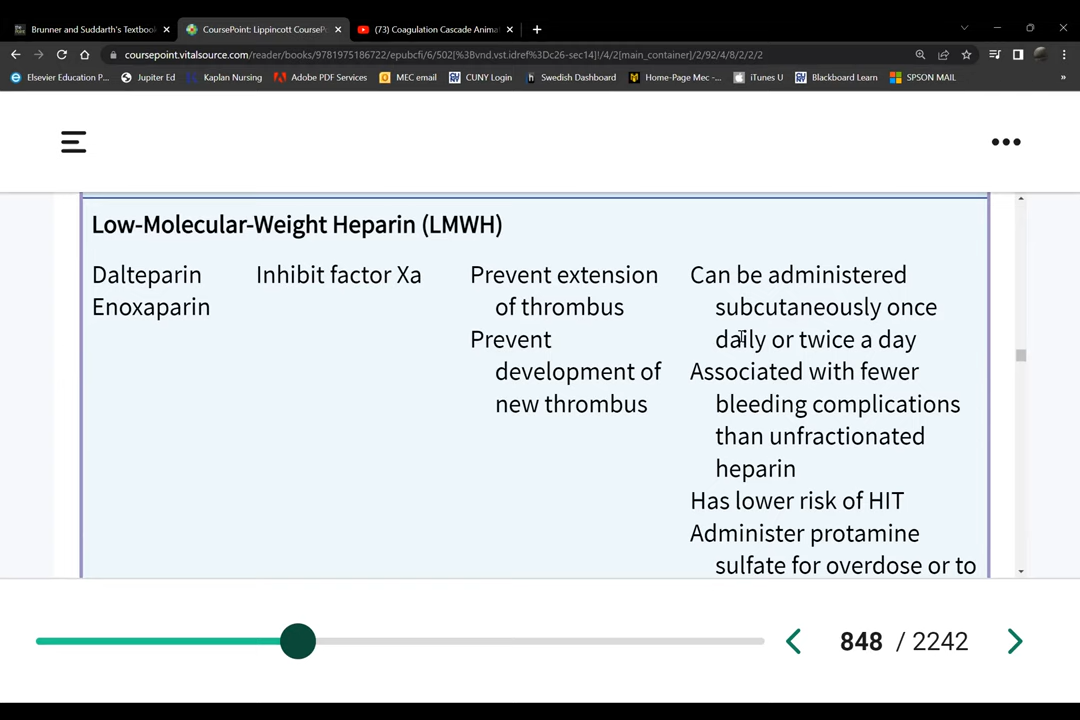 Brunner and Suddarth's Textbook
CoursePoint: Lippincott CourseP
(73) Coagulation Cascade Anima
coursepoint.vitalsource.com/reader/books/9781975186722/epubcfi/6/502[%3Bvnd.vst.idref%3Dc26-sec14]!/4/2[main_container]/2/92/4/8/2/2/2
Elsevier Education P... Jupiter Ed Kaplan Nursing Adobe PDF Services MEC email CUNY Login Swedish Dashboard Home-Page Mec -... iTunes U Blackboard Learn SPSON MAIL »
Low-Molecular-Weight Heparin (LMWH)
Dalteparin
Enoxaparin
Inhibit factor Xa
Prevent extension
of thrombus
Prevent
development of
new thrombus
Can be administered
subcutaneously once
daily or twice a day
Associated with fewer
bleeding complications
than unfractionated
heparin
Has lower risk of HIT
Administer protamine
sulfate for overdose or to
848 / 2242